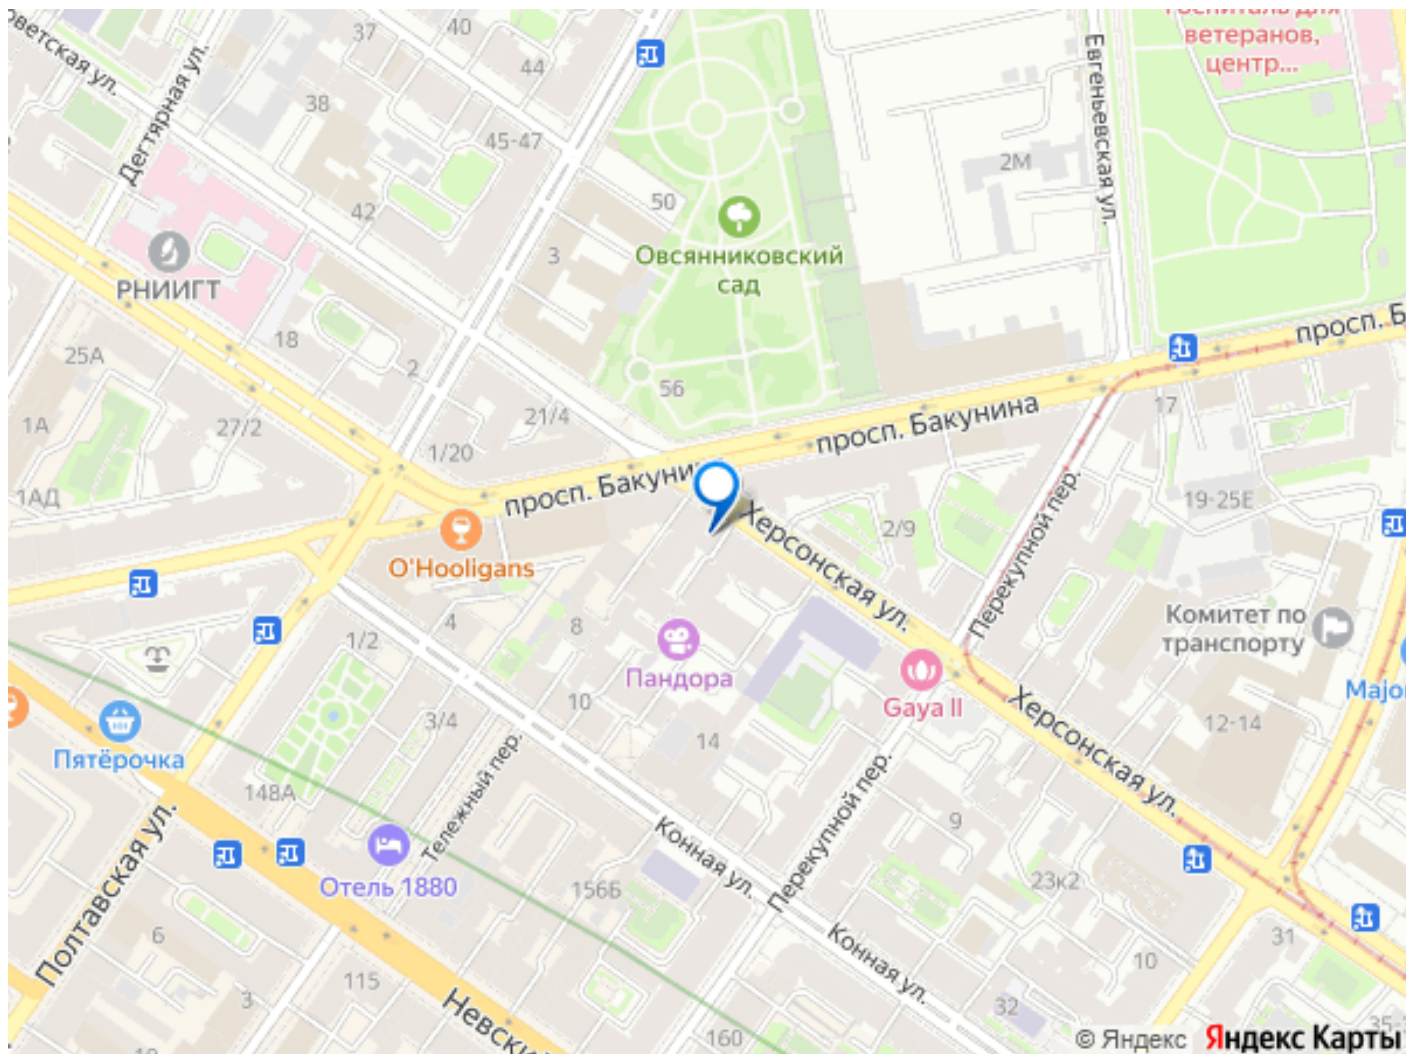 37
40
44
38
Дегтярная ул.
45-47
42
50
3
Овсянниковский
сад
ветеранов,
центр...
Евгеньевская ул.
2М
РНИИГТ
18
25А
2
56
просп. Б
1А
27/2
21/4
1/20
просп. Бакунина
17
1АД
Херсонская ул.
2/9
19-25Е
Перекупной пер.
O'Hooligans
Комитет по
транспорту
1/2
4
8
Пандора
Gaya II
10
3/4
14
Херсонская ул.
12-14
Пятёрочка
148А
Тележный пер.
Перекупной пер.
9
Полтавская ул.
Отель 1880
Конная ул.
156Б
23к2
6
Конная ул.
31
10
3
115
32
160
© Яндекс
Яндекс Карты